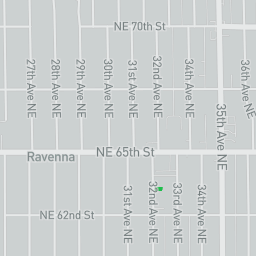 NE 70th St
27th Ave NE
28th Ave NE
29th Ave NE
30th Ave NE
31st Ave NE
32nd Ave NE
34th Ave NE
35th Ave NE
36th Ave NE
NE 65th St
Ravenna
31st Ave NE
32nd Ave NE
33rd Ave NE
34th Ave NE
NE 62nd St